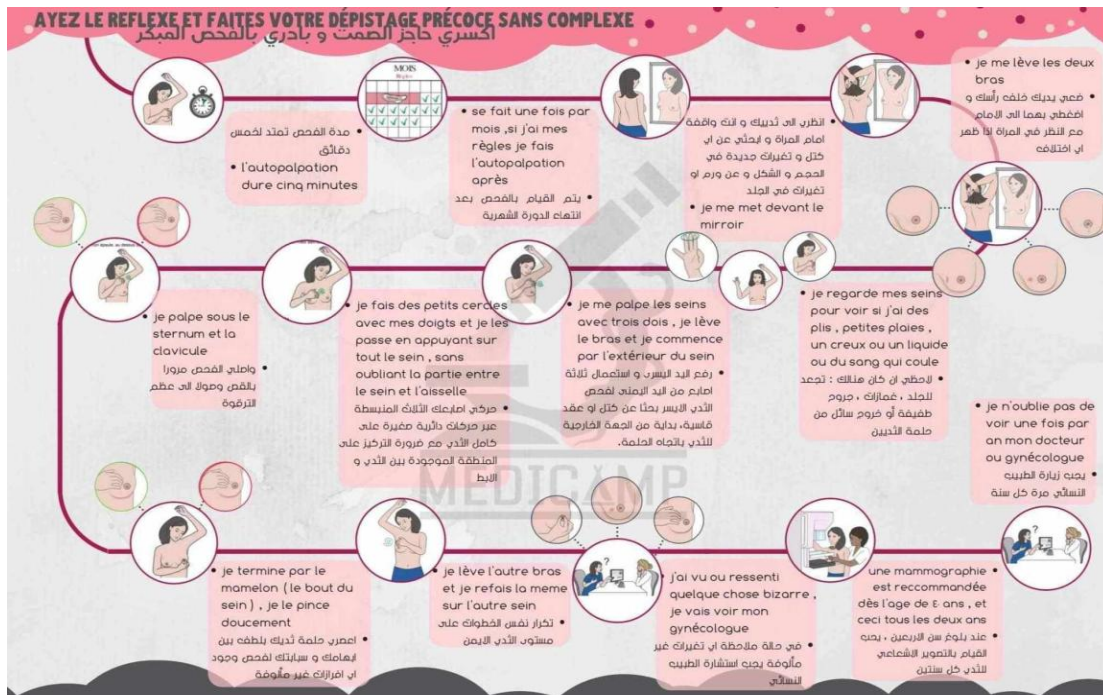 AYEZ LE REFLEXE ET FAITES VOTRE DÉPISTAGE PRÉCOCE SANS COMPLEXE •
اكسري حاجز الصمت و بادري بالفحص المبكر
• مدة الفحص تمتد لخمس
دقائق
• l'autopalpation
dure cinq minutes
MOIS
• se fait une fois par
mois ,si j'ai mes
règles je fais
l'autopalpation
après
• يتم القيام بالفحص بعد
انتهاء الدورة الشهرية
• انظري الى ثدييك و انت واقفة
امام المراة و ابحثي عن اي
كتل و تغيرات جديدة في
الحجم و الشكل و عن ورم او
تغيرات في الجلد
• je me met devant le
mirroir
• je me lève les deux
bras
• ضعي يديك خلف رأسك و
اضغطي بهما الى الامام
مع النظر في المراة اذا ظهر
اي اختلاف
• je regarde mes seins
pour voir si j'ai des
plis , petites plaies ,
un creux ou un liquide
ou du sang qui coule
• لاحظي ان كان هنالك : تجعد
للجلد ، غمازات ، جروح
طفيفة أو خروج سائل من
حلمة الثديين
• je me palpe les seins
avec trois dois , je lève
le bras et je commence
par l'extérieur du sein
• رفع اليد اليسرى و استعمال ثلاثة
اصابع من اليد اليمنى لفحص
الثدي الايسر بحثا عن كتل او عقد
قاسية، بداية من الجهة الخارجية
للثدي باتجاه الحلمة.
• je fais des petits cercles
avec mes doigts et je les
passe en appuyant sur
tout le sein , sans
oubliant la partie entre
le sein et l'aisselle
• حركي اصابعك الثلاث المنبسطة
عبر حركات دائرية صغيرة على
كامل الثدي مع ضرورة التركيز على
المنطقة الموجودة بين الثدي و
الابط
• je palpe sous le
sternum et la
clavicule
• واصلي الفحص مرورا
بالقص وصولا الى عظم
الترقوة
• je termine par le
mamelon ( le bout du
sein ) , je le pince
doucement
• اعصري حلمة ثديك بلطف بين
ابهامك و سبابتك لفحص وجود
اي افرازات غير مألوفة
• je lève l'autre bras
et je refais la meme
sur l'autre sein
• تكرار نفس الخطوات على
مستوى الثدي الايمن
j'ai vu ou ressenti
quelque chose bizarre ,
je vais voir mon
gynécologue
• في حالة ملاحظة اي تغيرات غير
مألوفة يجب استشارة الطبيب
النسائي
une mammographie •
est reccommandée
dès l'age de ٤٠ ans , et
ceci tous les deux ans
• عند بلوغ سن الاربعين ، يجب
القيام بالتصوير الاشعاعي
للثدي كل سنتين
• je n'oublie pas de
voir une fois par
an mon docteur
ou gynécologue
• يجب زيارة الطبيب
النسائي مرة كل سنة
MEDICAMP